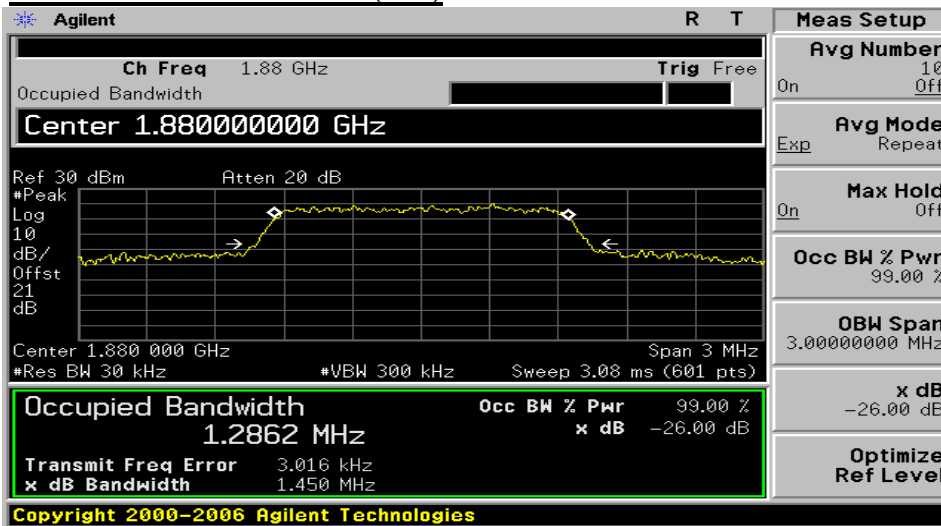 Agilent R T
Ch Freq 1.88 GHz Trig Free
Occupied Bandwidth
Center 1.880000000 GHz
Ref 30 dBm Atten 20 dB
#Peak
Log
10
dB/
Offst
21
dB
Center 1.880 000 GHz Span 3 MHz
#Res BW 30 kHz #VBW 300 kHz Sweep 3.08 ms (601 pts)
Occupied Bandwidth Occ BW % Pwr 99.00 %
1.2862 MHz x dB -26.00 dB
Transmit Freq Error 3.016 kHz
x dB Bandwidth 1.450 MHz
Copyright 2000-2006 Agilent Technologies
Meas Setup
Avg Number
10
On Off
Avg Mode
Exp Repeat
Max Hold
On Off
Occ BW % Pwr
99.00 %
OBW Span
3.00000000 MHz
x dB
-26.00 dB
Optimize
Ref Level